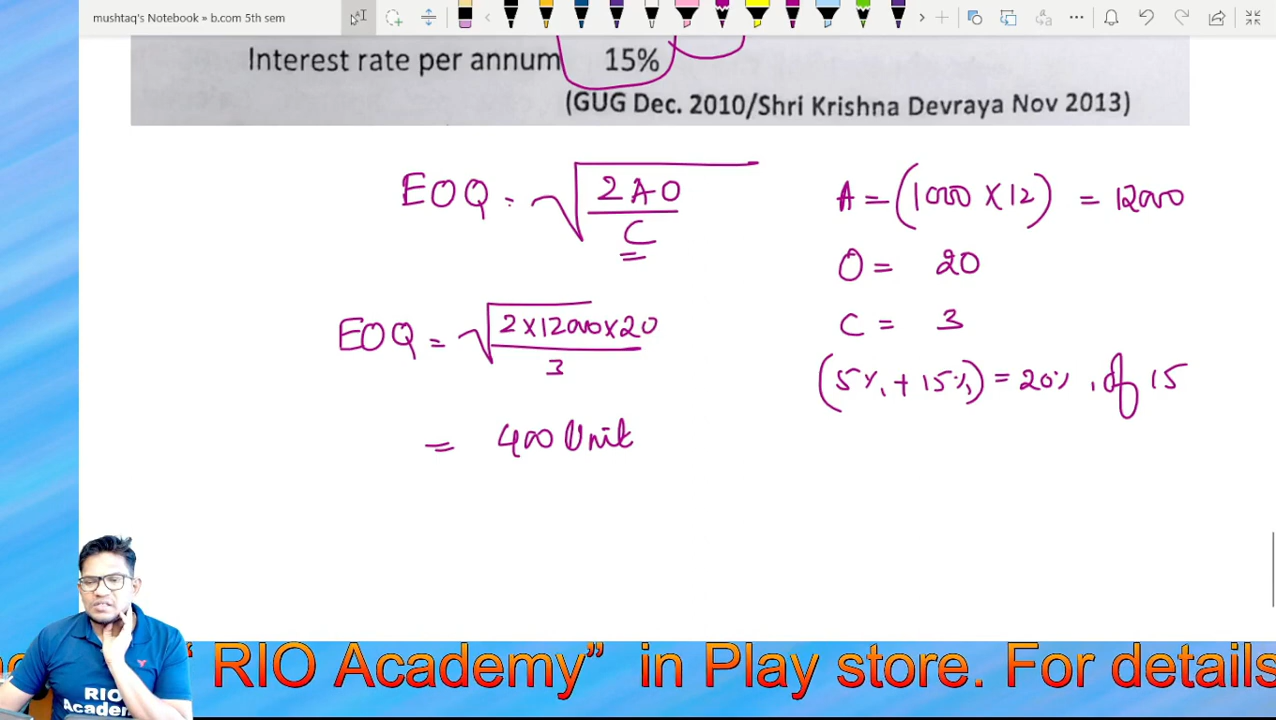 mushtaq's Notebook » b.com 5th sem
Interest rate per annum 15%
(GUG Dec. 2010/Shri Krishna Devraya Nov 2013)
EOQ = √2AO/C
A = (1000 × 12) = 12000
O = 20
C = 3
(5% + 15%) = 20% of 15
EOQ = √2×12000×20/3
= 400 Unit
RIO
Academy
“ RIO Academy” in Play store. For details